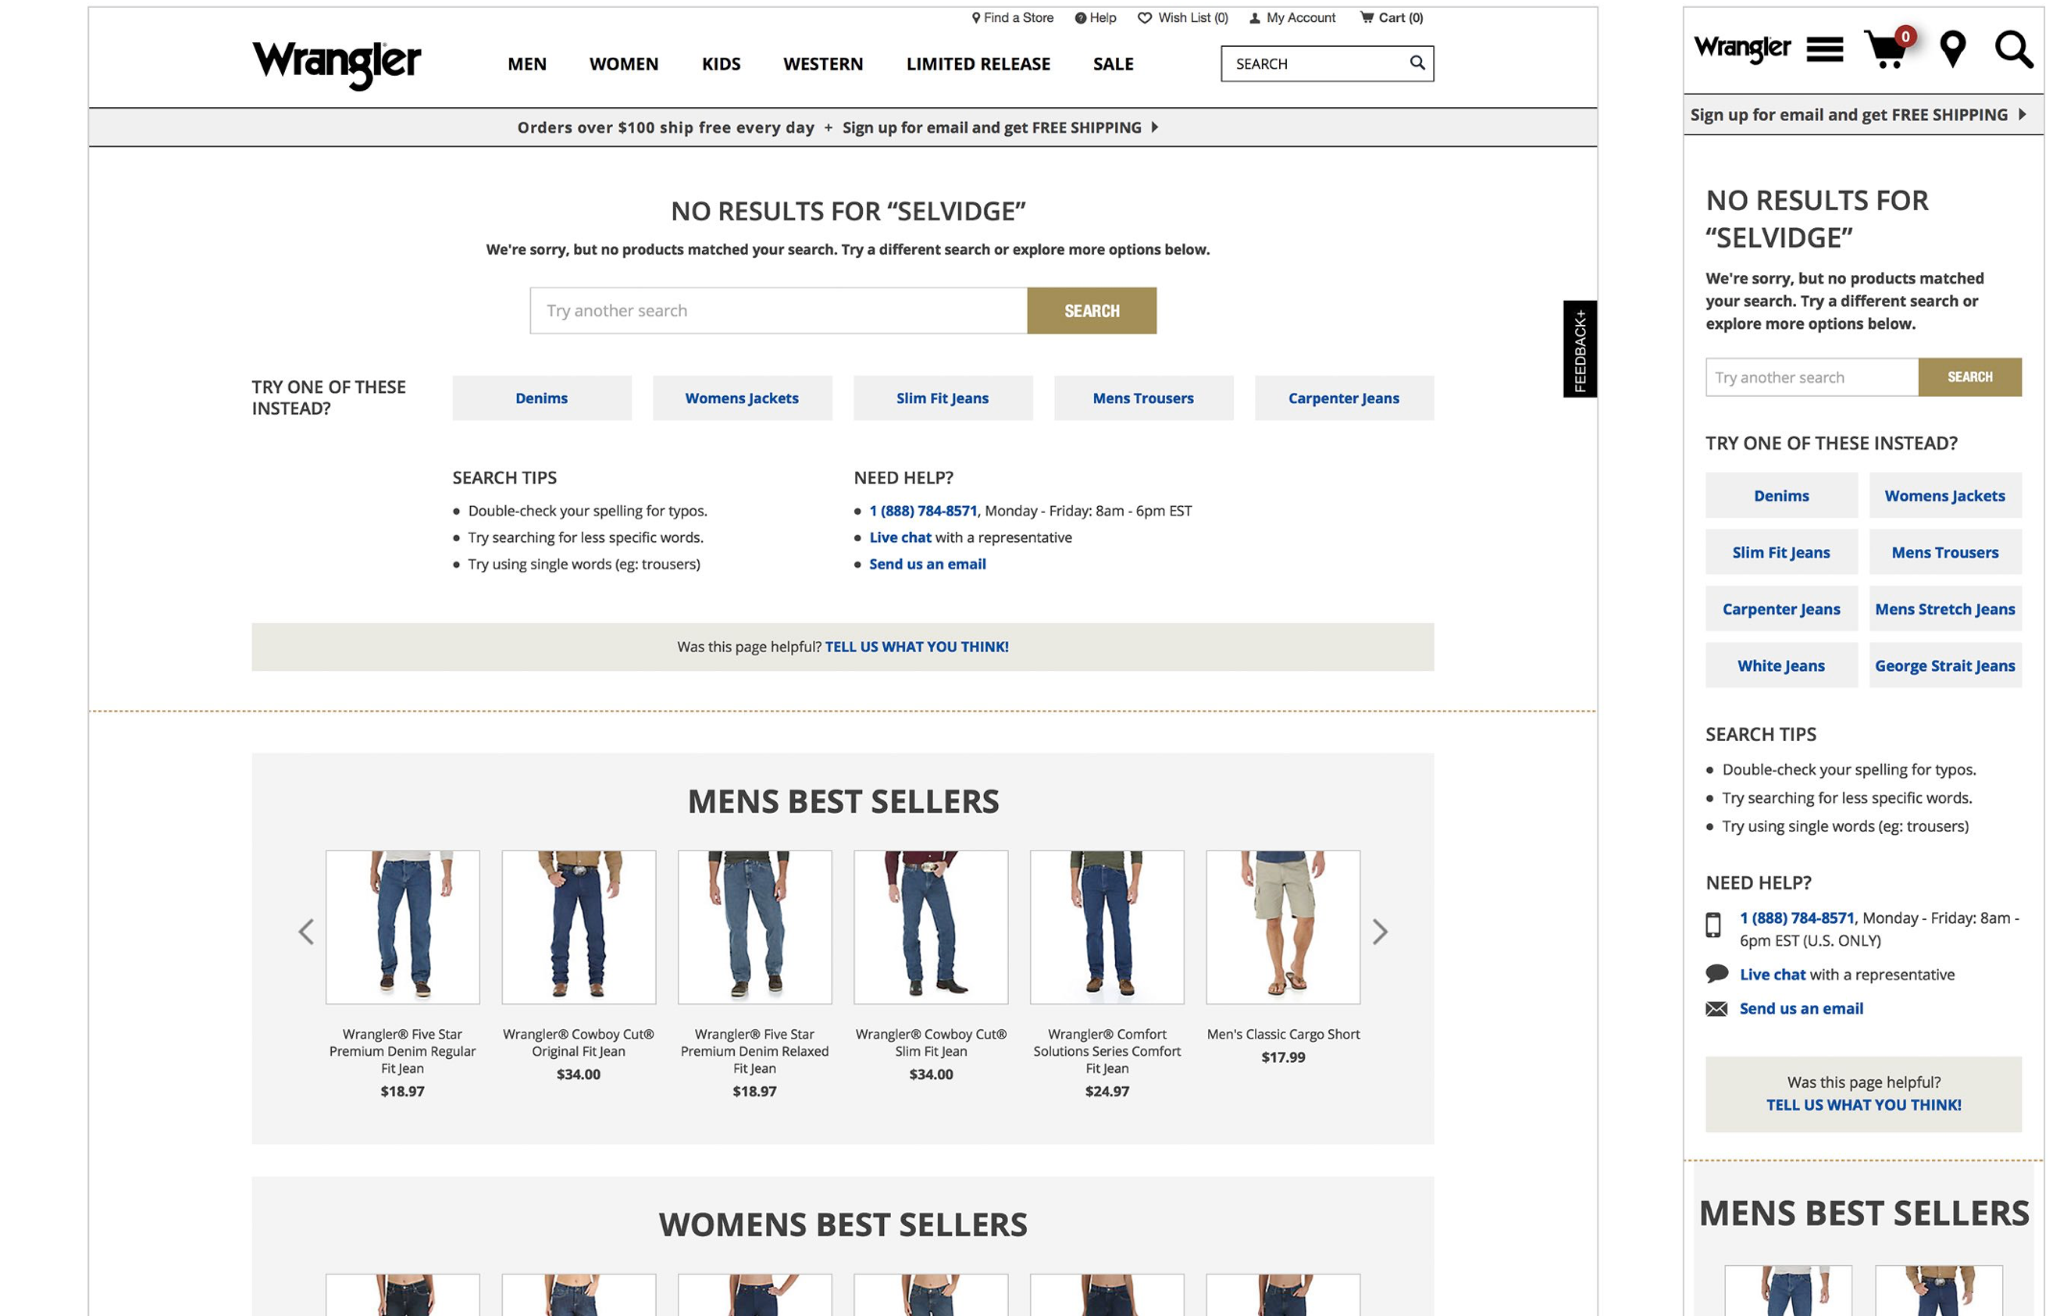 Find a Store Help Wish List (0) My Account Cart (0)
Wrangler
MEN WOMEN KIDS WESTERN LIMITED RELEASE SALE
SEARCH
Orders over $100 ship free every day + Sign up for email and get FREE SHIPPING
NO RESULTS FOR “SELVIDGE”
We're sorry, but no products matched your search. Try a different search or explore more options below.
Try another search SEARCH
FEEDBACK+
TRY ONE OF THESE
INSTEAD?
Denims Womens Jackets Slim Fit Jeans Mens Trousers Carpenter Jeans
SEARCH TIPS
• Double-check your spelling for typos.
• Try searching for less specific words.
• Try using single words (eg: trousers)
NEED HELP?
• 1 (888) 784-8571, Monday - Friday: 8am - 6pm EST
• Live chat with a representative
• Send us an email
Was this page helpful? TELL US WHAT YOU THINK!
MENS BEST SELLERS
Wrangler® Five Star
Premium Denim Regular
Fit Jean
$18.97
Wrangler® Cowboy Cut®
Original Fit Jean
$34.00
Wrangler® Five Star
Premium Denim Relaxed
Fit Jean
$18.97
Wrangler® Cowboy Cut®
Slim Fit Jean
$34.00
Wrangler® Comfort
Solutions Series Comfort
Fit Jean
$24.97
Men's Classic Cargo Short
$17.99
WOMENS BEST SELLERS
Wrangler 0
Sign up for email and get FREE SHIPPING
NO RESULTS FOR
“SELVIDGE”
We're sorry, but no products matched
your search. Try a different search or
explore more options below.
Try another search SEARCH
TRY ONE OF THESE INSTEAD?
Denims Womens Jackets
Slim Fit Jeans Mens Trousers
Carpenter Jeans Mens Stretch Jeans
White Jeans George Strait Jeans
SEARCH TIPS
• Double-check your spelling for typos.
• Try searching for less specific words.
• Try using single words (eg: trousers)
NEED HELP?
1 (888) 784-8571, Monday - Friday: 8am -
6pm EST (U.S. ONLY)
Live chat with a representative
Send us an email
Was this page helpful?
TELL US WHAT YOU THINK!
MENS BEST SELLERS